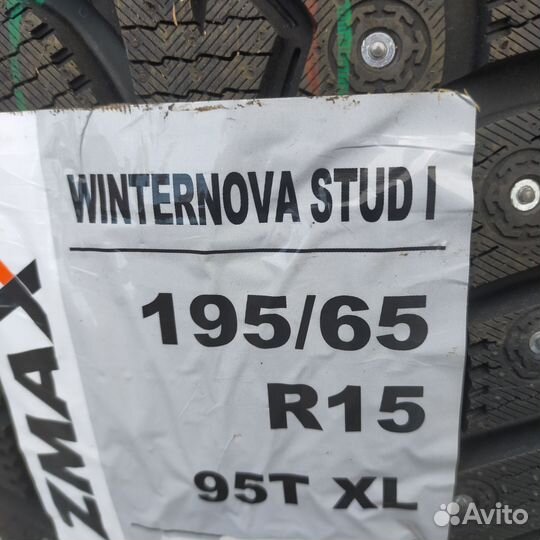 WINTERNOVA STUD I
195/65
R15
95T XL
ZMAX
Avito